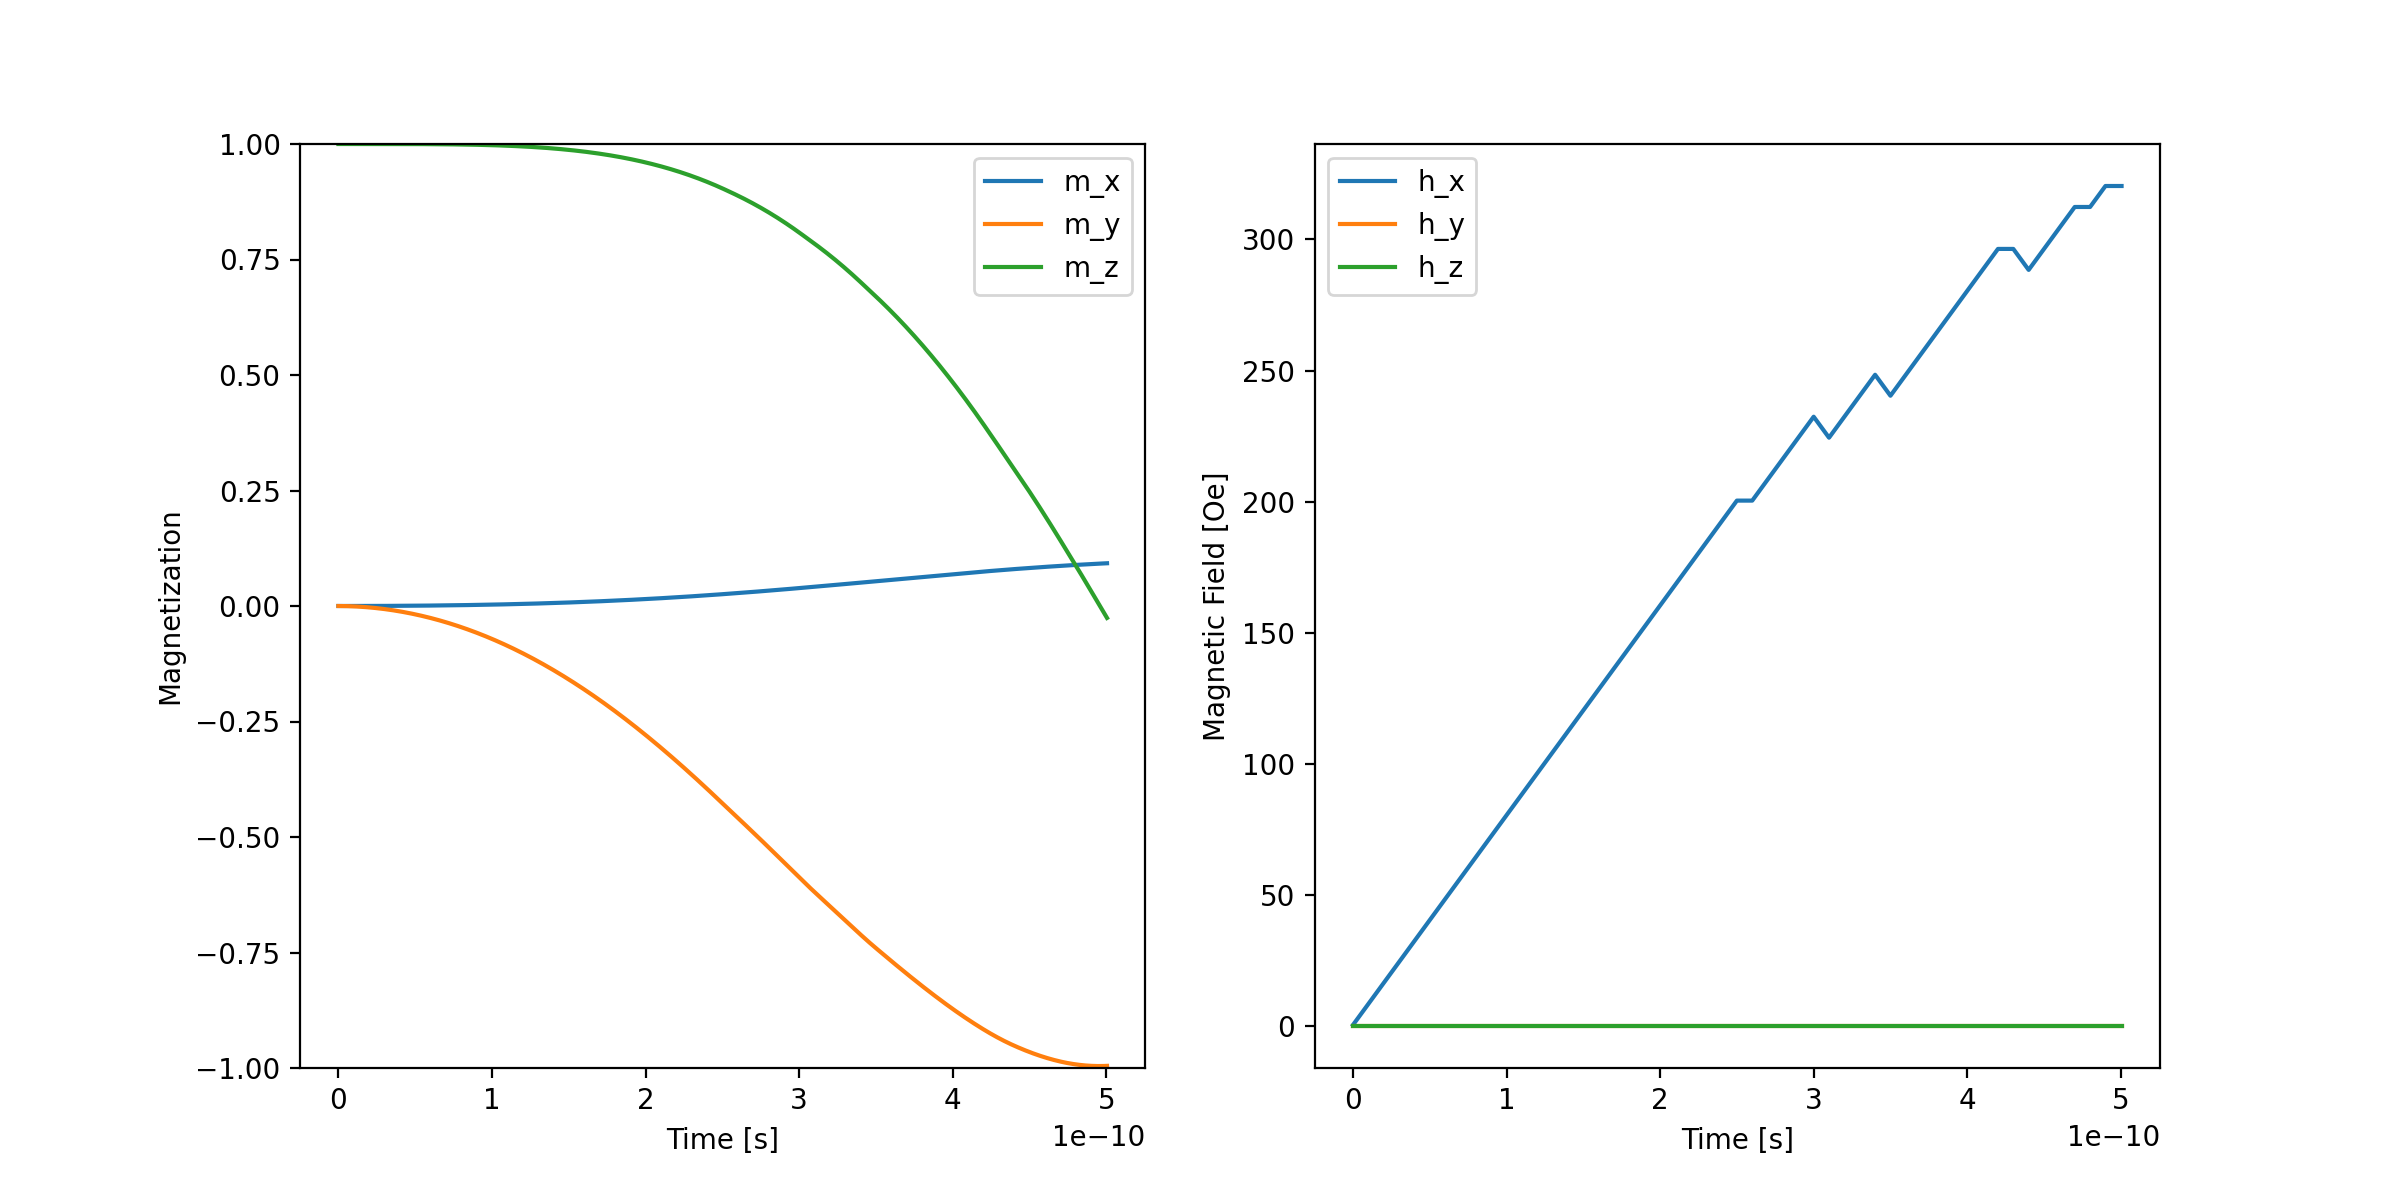 Magnetization
1.00
0.75
0.50
0.25
0.00
−0.25
−0.50
−0.75
−1.00
0 1 2 3 4 5
1e−10
Time [s]
m_x
m_y
m_z
Magnetic Field [Oe]
300
250
200
150
100
50
0
0 1 2 3 4 5
1e−10
Time [s]
h_x
h_y
h_z